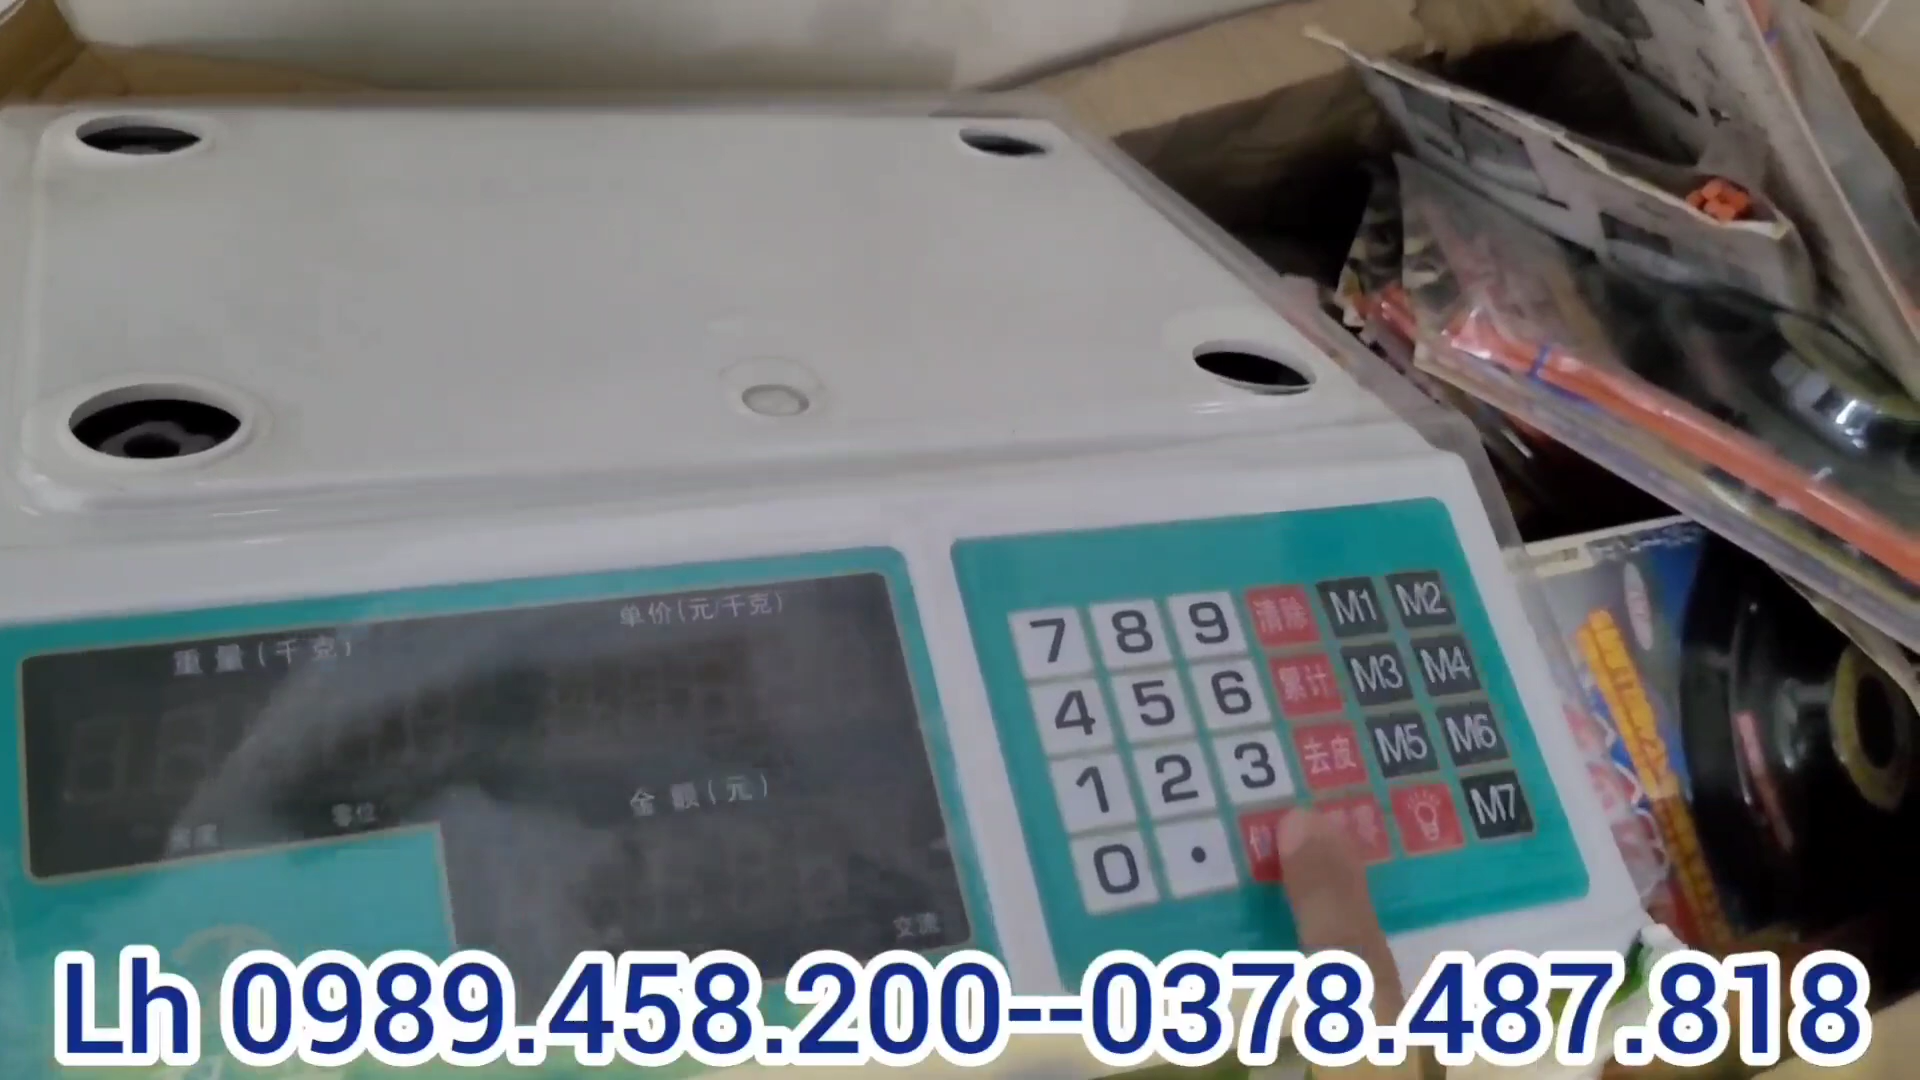 重量(千克)
单价(元/千克)
零位
金额(元)
交流
7 8 9 清除 M1 M2
4 5 6 累计 M3 M4
1 2 3 去皮 M5 M6
0 . M7
Lh 0989.458.200--0378.487.818